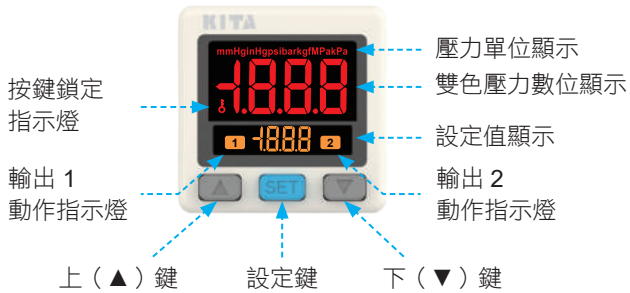 KITA
mmHginHgpsibarkgfMPakPa
壓力單位顯示
-1.8.8.8
雙色壓力數位顯示
按鍵鎖定
指示燈
1
-1.8.8.8
2
設定值顯示
輸出 1
動作指示燈
輸出 2
動作指示燈
▲
SET
▼
上（▲）鍵
設定鍵
下（▼）鍵